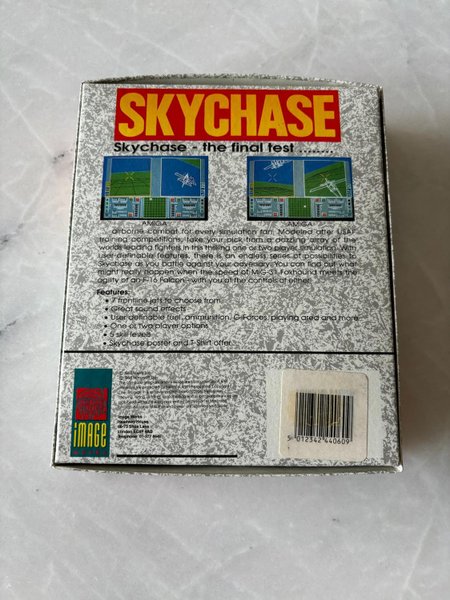 SKYCHASE
Skychase - the final test .......
AMIGA AMIGA
airborne combat for every simulation fan. Modeled after USAF
training competitions, take your pick from a dazzling array of the
worlds leading fighters in this thrilling one or two player simulation. With
user-definable features, there is an endless series of possibilities to
Skychase as you battle against your adversary. You can find out what
might really happen when the speed of MiG-31 Foxhound meets the
agility of an F-16 Falcon - with you at the controls of either!
Features:
• 7 frontline jets to choose from
• Great sound effects
• User definable fuel, ammunition, G-Forces, playing area and more
• One or two player options
• 5 skill levels
• Skychase poster and T-Shirt offer
iMAGE
Image Works
London
5 012342 440609